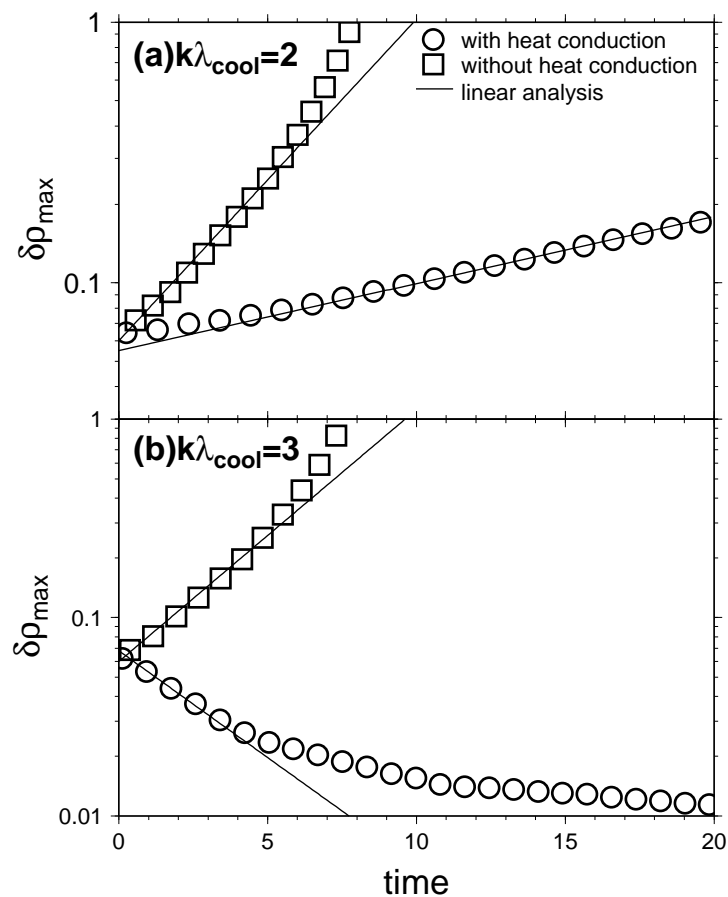 1
(a)kλcool=2
with heat conduction
without heat conduction
linear analysis
δρmax
0.1
1
(b)kλcool=3
δρmax
0.1
0.01
0 5 10 15 20
time